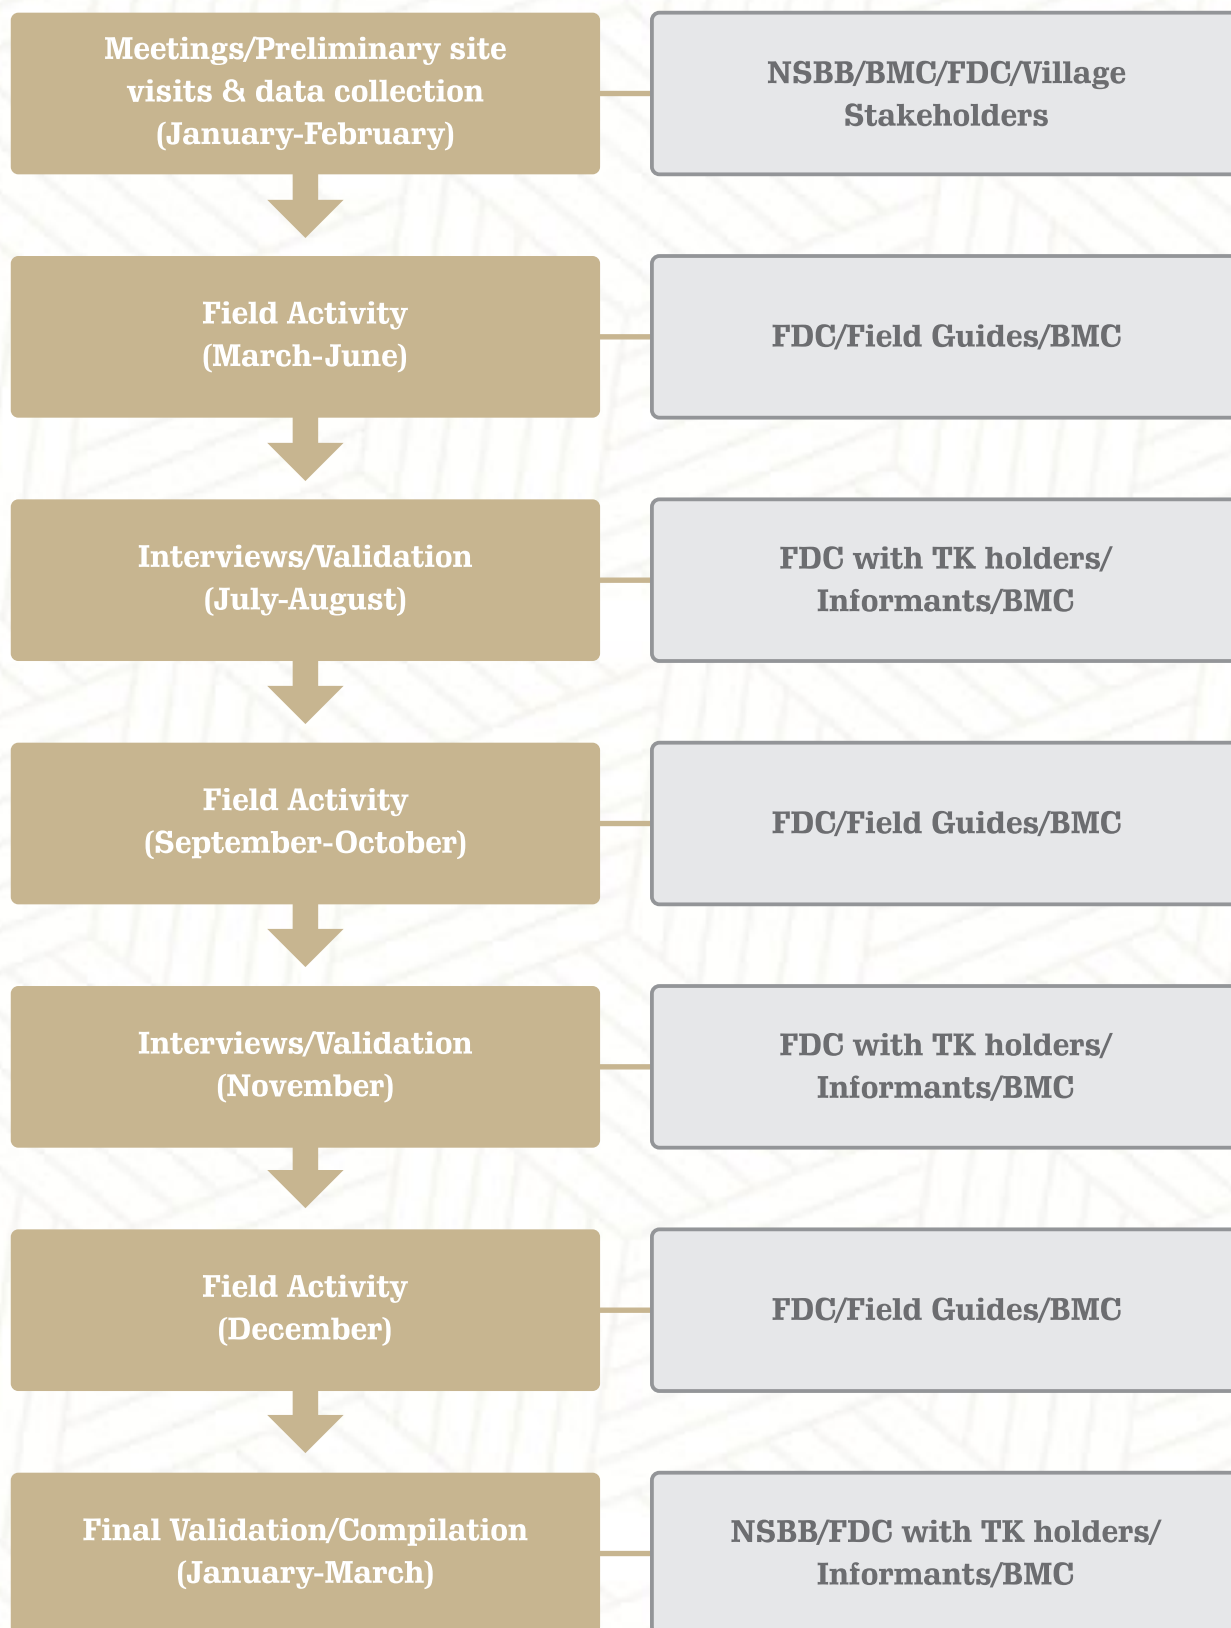 Meetings/Preliminary site
visits & data collection
(January-February)
NSBB/BMC/FDC/Village
Stakeholders
Field Activity
(March-June)
FDC/Field Guides/BMC
Interviews/Validation
(July-August)
FDC with TK holders/
Informants/BMC
Field Activity
(September-October)
FDC/Field Guides/BMC
Interviews/Validation
(November)
FDC with TK holders/
Informants/BMC
Field Activity
(December)
FDC/Field Guides/BMC
Final Validation/Compilation
(January-March)
NSBB/FDC with TK holders/
Informants/BMC